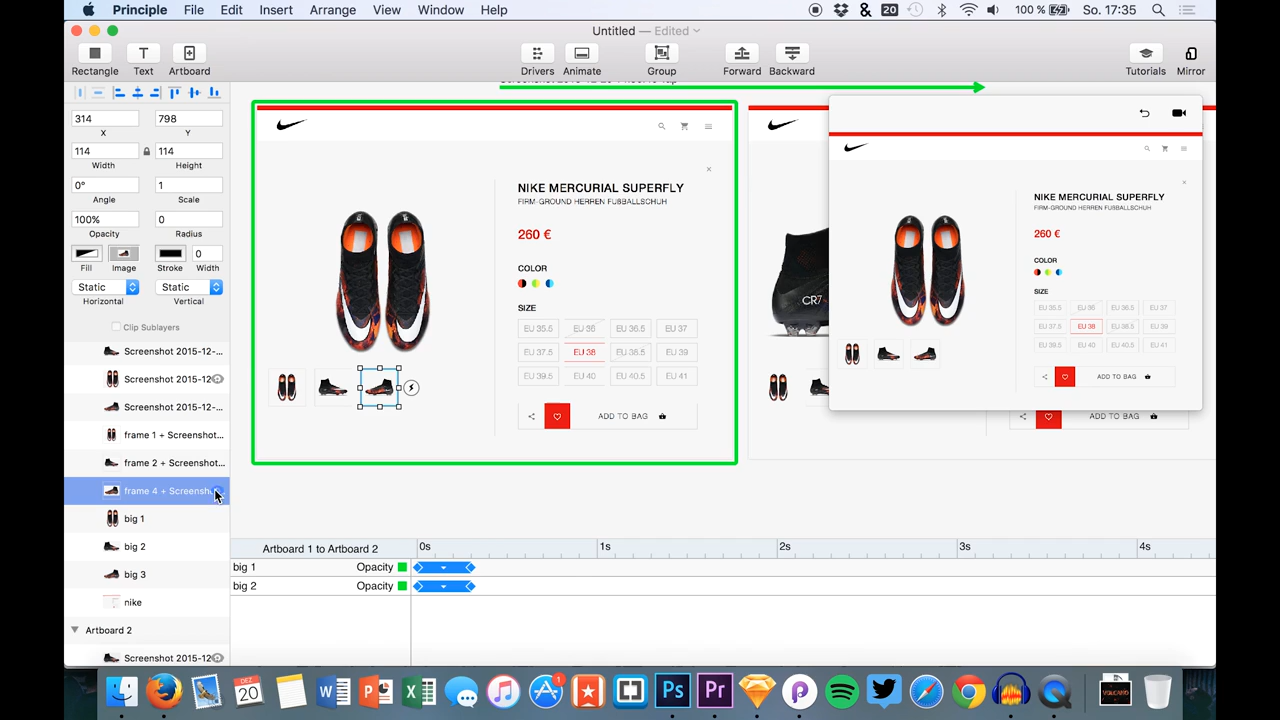 Principle File Edit Insert Arrange View Window Help 20 100 % So. 17:35
Untitled — Edited
Rectangle Text Artboard Drivers Animate Group Forward Backward Tutorials Mirror
314 798
X Y
114 114
Width Height
0° 1
Angle Scale
100% 0
Opacity Radius
0
Fill Image Stroke Width
Static Static
Horizontal Vertical
Clip Sublayers
Screenshot 2015-12-...
Screenshot 2015-12
Screenshot 2015-12-...
frame 1 + Screenshot...
frame 2 + Screenshot...
frame 4 + Screensh
big 1
big 2
big 3
nike
Artboard 2
Screenshot 2015-12
NIKE MERCURIAL SUPERFLY
FIRM-GROUND HERREN FUßBALLSCHUH
260 €
COLOR
SIZE
EU 35.5 EU 36 EU 36.5 EU 37
EU 37.5 EU 38 EU 38.5 EU 39
EU 39.5 EU 40 EU 40.5 EU 41
ADD TO BAG
CR7
NIKE MERCURIAL SUPERFLY
FIRM-GROUND HERREN FUßBALLSCHUH
260 €
COLOR
SIZE
EU 35.5 EU 36 EU 36.5 EU 37
EU 37.5 EU 38 EU 38.5 EU 39
EU 39.5 EU 40 EU 40.5 EU 41
ADD TO BAG
ADD TO BAG
Artboard 1 to Artboard 2 0s 1s 2s 3s 4s
big 1 Opacity
big 2 Opacity
DEZ
20
1
Ps Pr
VOLCANO